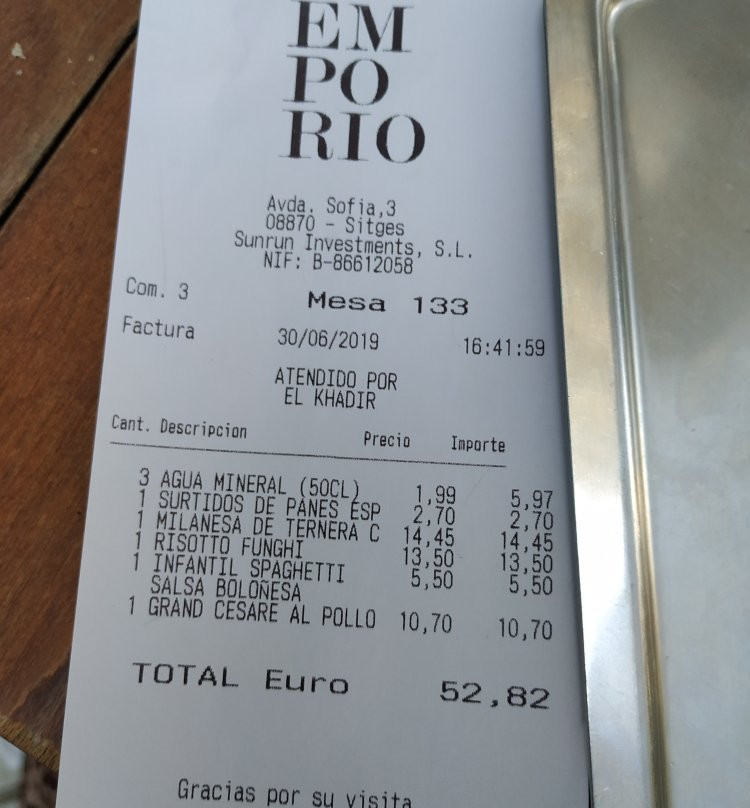 EM
PO
RIO
Avda. Sofia,3
08870 - Sitges
Sunrun Investments, S.L.
NIF: B-86612058
Com. 3 Mesa 133
Factura 30/06/2019 16:41:59
ATENDIDO POR
EL KHADIR
Cant. Descripcion Precio Importe
3 AGUA MINERAL (50CL) 1,99 5,97
1 SURTIDOS DE PANES ESP 2,70 2,70
1 MILANESA DE TERNERA C 14,45 14,45
1 RISOTTO FUNGHI 13,50 13,50
1 INFANTIL SPAGHETTI 5,50 5,50
SALSA BOLOÑESA
1 GRAND CESARE AL POLLO 10,70 10,70
TOTAL Euro 52,82
Gracias por su visita